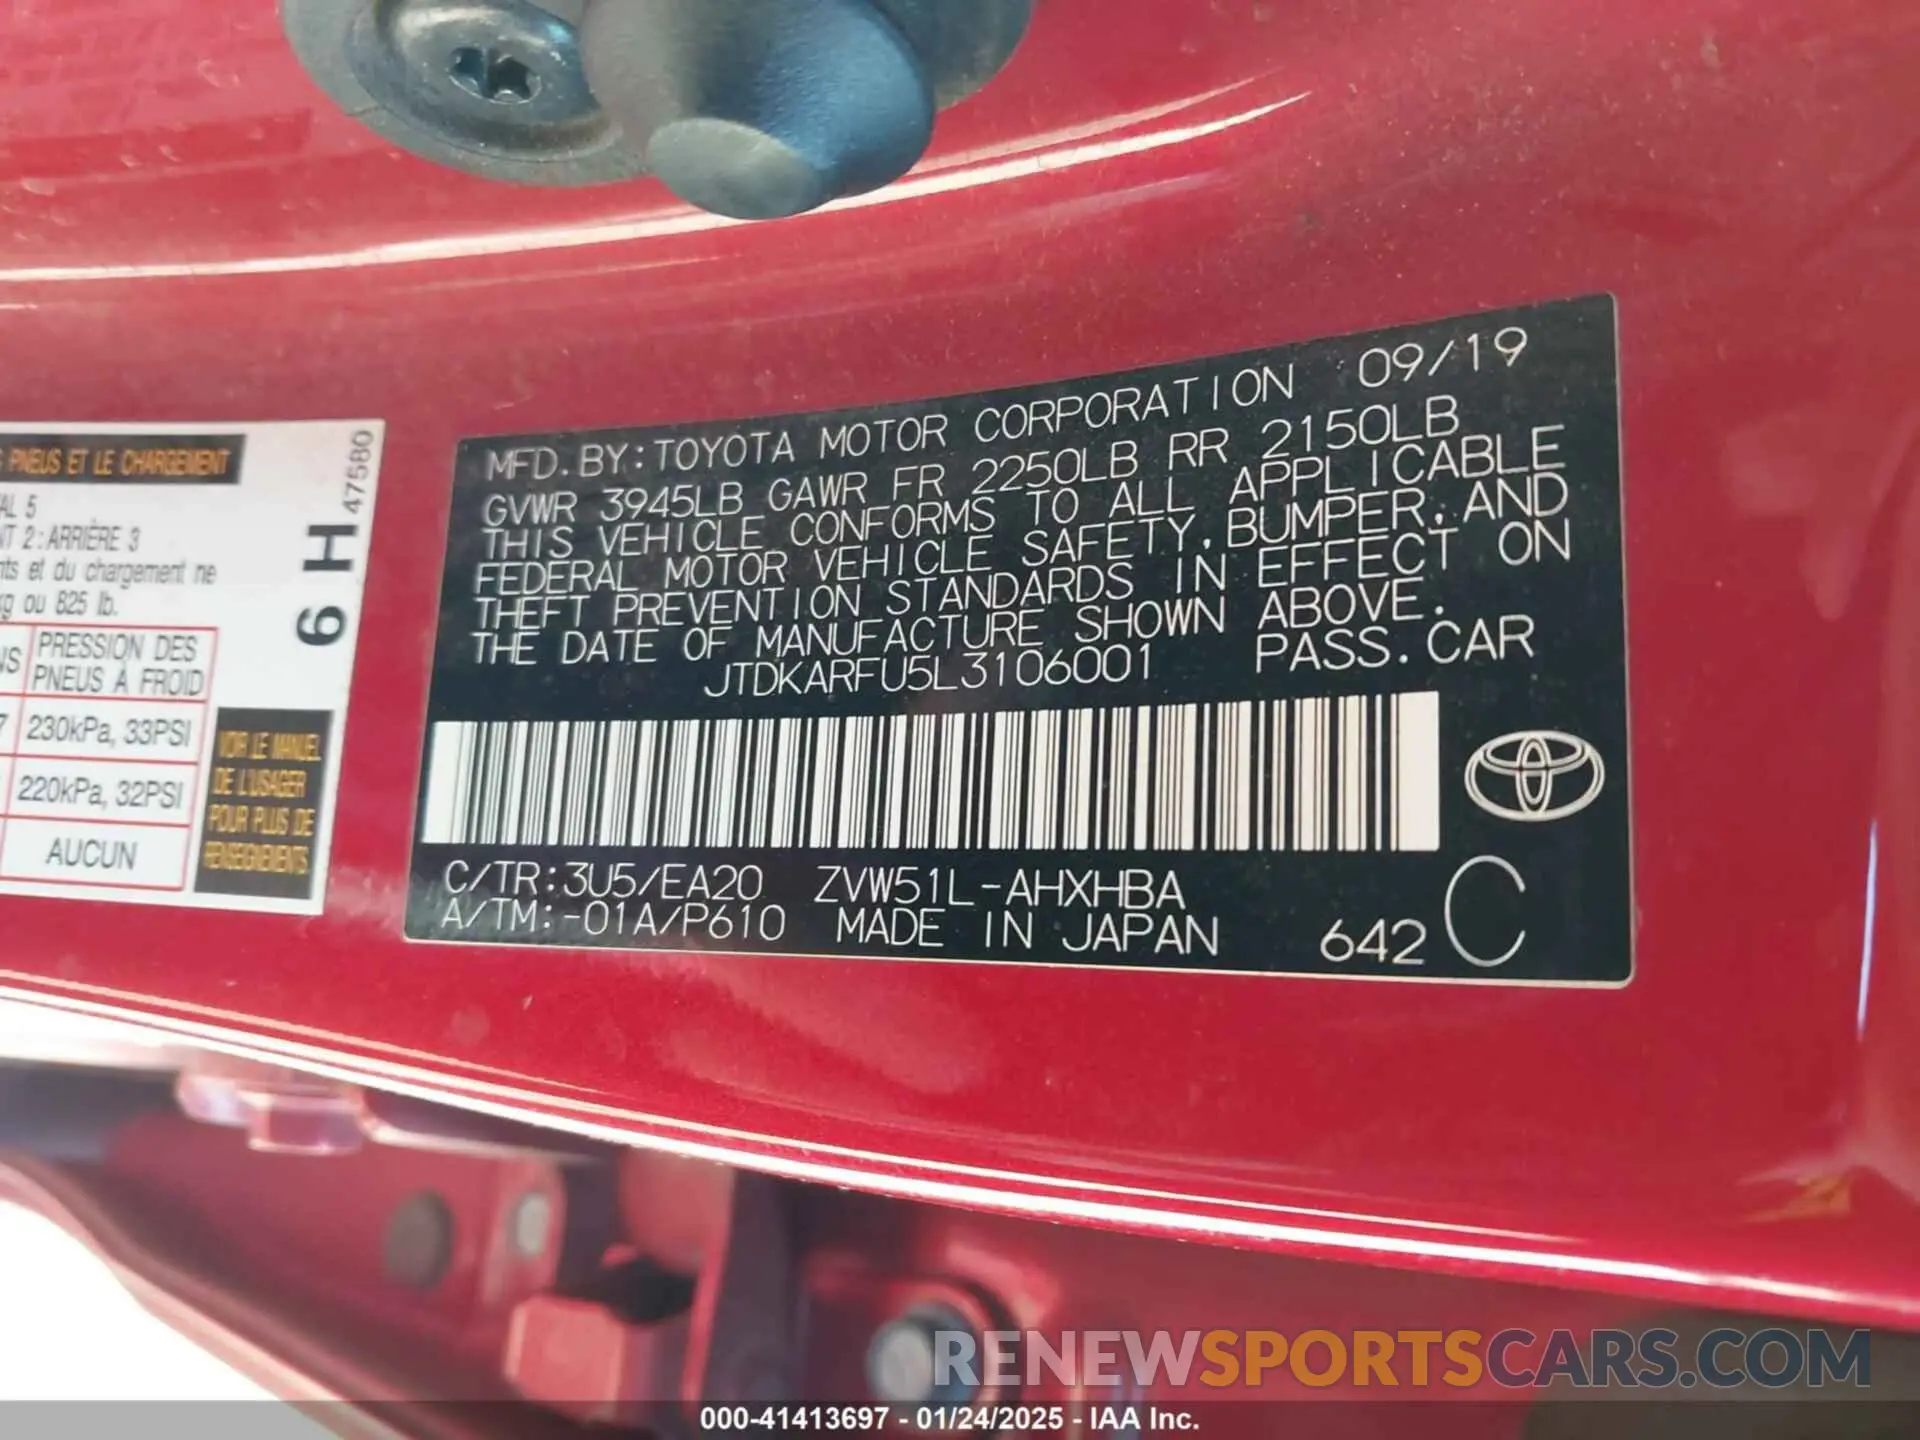 MFD. BY: TOYOTA MOTOR CORPORATION 09/19
GVWR 3945LB GAWR FR 2250LB RR 2150LB
THIS VEHICLE CONFORMS TO ALL APPLICABLE
FEDERAL MOTOR VEHICLE SAFETY, BUMPER, AND
THEFT PREVENTION STANDARDS IN EFFECT ON
THE DATE OF MANUFACTURE SHOWN ABOVE.
JTDKARFU5L3106001 PASS. CAR
C/TR: 3U5/EA20 ZVW51L-AHXHBA
A/TM: -01A/P610 MADE IN JAPAN 642 C
PNEUS ET LE CHARGEMENT
AL 5
NT 2 : ARRIÈRE 3
nts et du chargement ne
kg ou 825 lb.
NS PRESSION DES
PNEUS À FROID
7 230kPa, 33PSI
220kPa, 32PSI
AUCUN
VOIR LE MANUEL
DE L'USAGER
POUR PLUS DE
RENSEIGNEMENTS
6 H 47580
RENEWSPORTSCARS.COM
000-41413697 - 01/24/2025 - IAA Inc.